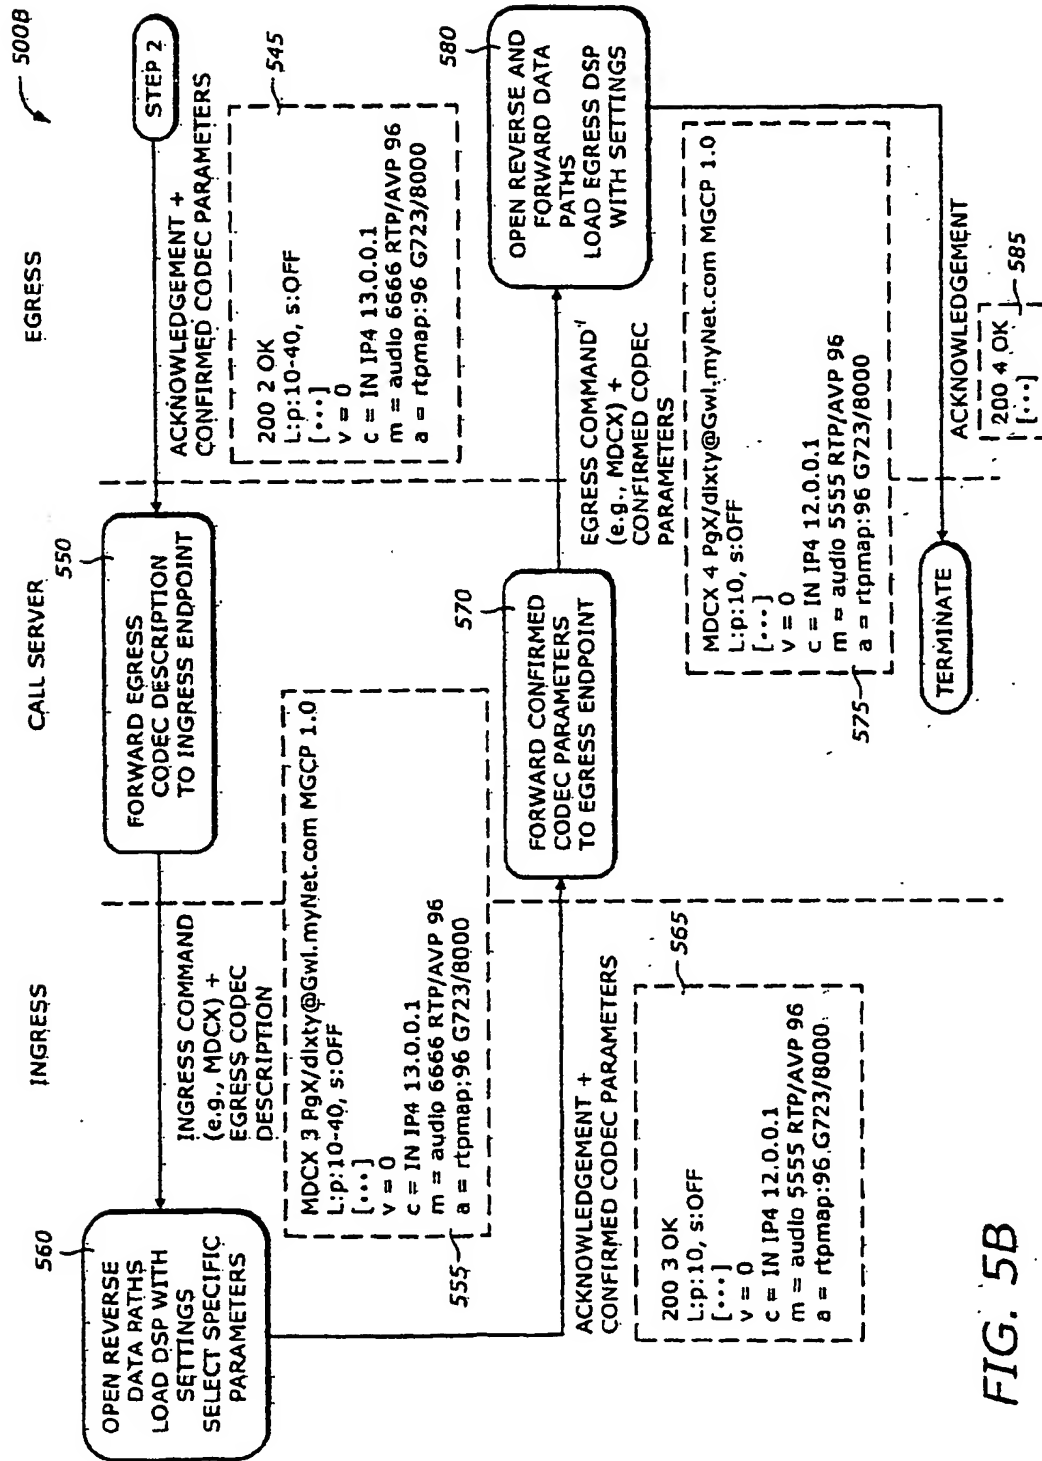 500B
INGRESS
CALL SERVER
EGRESS
STEP 2
ACKNOWLEDGEMENT +
CONFIRMED CODEC PARAMETERS
545
200 2 OK
L:p:10-40, s:OFF
[•••]
v = 0
c = IN IP4 13.0.0.1
m = audio 6666 RTP/AVP 96
a = rtpmap:96 G723/8000
550
FORWARD EGRESS
CODEC DESCRIPTION
TO INGRESS ENDPOINT
INGRESS COMMAND
(e.g., MDCX) +
EGRESS CODEC
DESCRIPTION
555
MDCX 3 PgX/dlxty@Gwl.myNet.com MGCP 1.0
L:p:10-40, s:OFF
[•••]
v = 0
c = IN IP4 13.0.0.1
m = audio 6666 RTP/AVP 96
a = rtpmap:96 G723/8000
560
OPEN REVERSE
DATA PATHS
LOAD DSP WITH
SETTINGS
SELECT SPECIFIC
PARAMETERS
ACKNOWLEDGEMENT +
CONFIRMED CODEC PARAMETERS
565
200 3 OK
L:p:10, s:OFF
[•••]
v = 0
c = IN IP4 12.0.0.1
m = audio 5555 RTP/AVP 96
a = rtpmap:96 G723/8000
570
FORWARD CONFIRMED
CODEC PARAMETERS
TO EGRESS ENDPOINT
EGRESS COMMAND
(e.g., MDCX) +
CONFIRMED CODEC
PARAMETERS
575
MDCX 4 PgX/dlxty@Gwl.myNet.com MGCP 1.0
L:p:10, s:OFF
[•••]
v = 0
c = IN IP4 12.0.0.1
m = audio 5555 RTP/AVP 96
a = rtpmap:96 G723/8000
580
OPEN REVERSE AND
FORWARD DATA
PATHS
LOAD EGRESS DSP
WITH SETTINGS
ACKNOWLEDGEMENT
585
200 4 OK
[•••]
TERMINATE
FIG. 5B